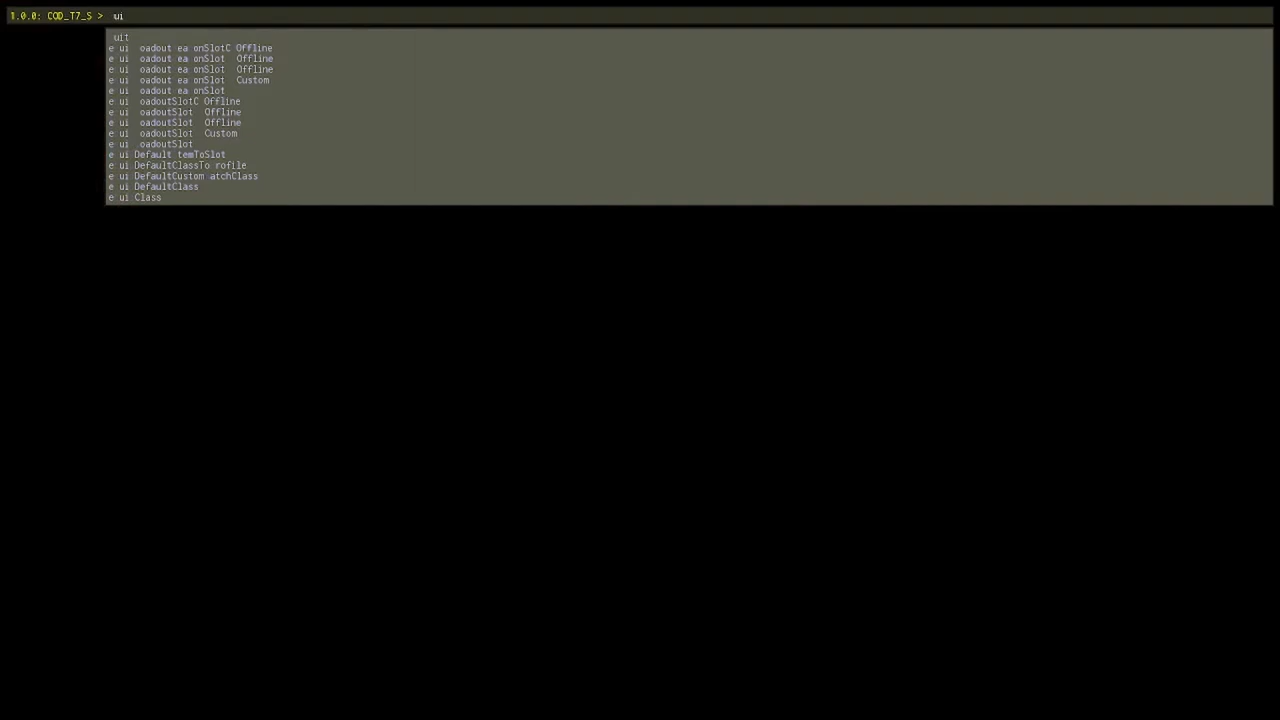 1.0.0: COD_T7_S > ui
uit
e ui oadout ea onSlotC Offline
e ui oadout ea onSlot Offline
e ui oadout ea onSlot Offline
e ui oadout ea onSlot Custom
e ui oadout ea onSlot
e ui oadoutSlotC Offline
e ui oadoutSlot Offline
e ui oadoutSlot Offline
e ui oadoutSlot Custom
e ui oadoutSlot
e ui Default temToSlot
e ui DefaultClassTo rofile
e ui DefaultCustom atchClass
e ui DefaultClass
e ui Class